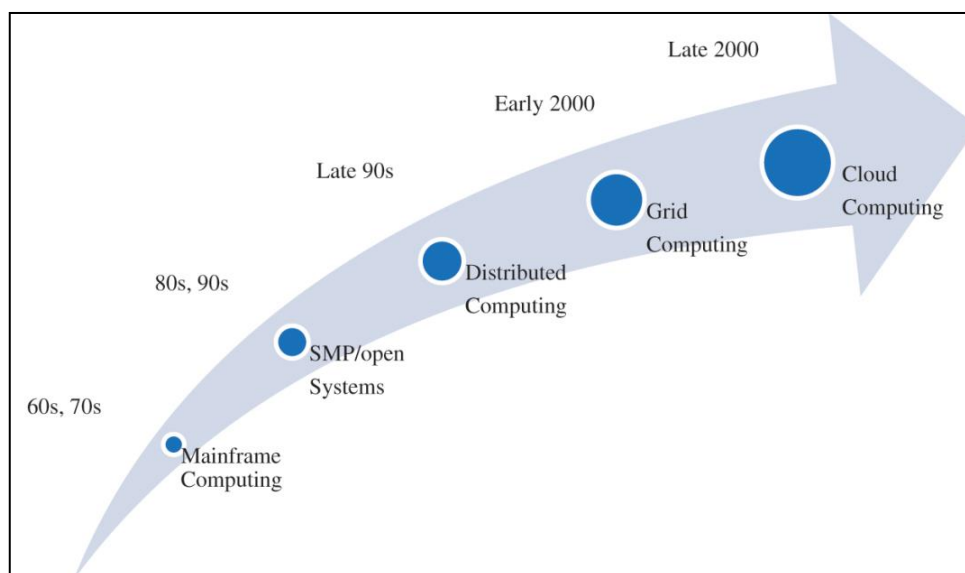 Late 2000
Early 2000
Late 90s
80s, 90s
60s, 70s
Cloud
Computing
Grid
Computing
Distributed
Computing
SMP/open
Systems
Mainframe
Computing